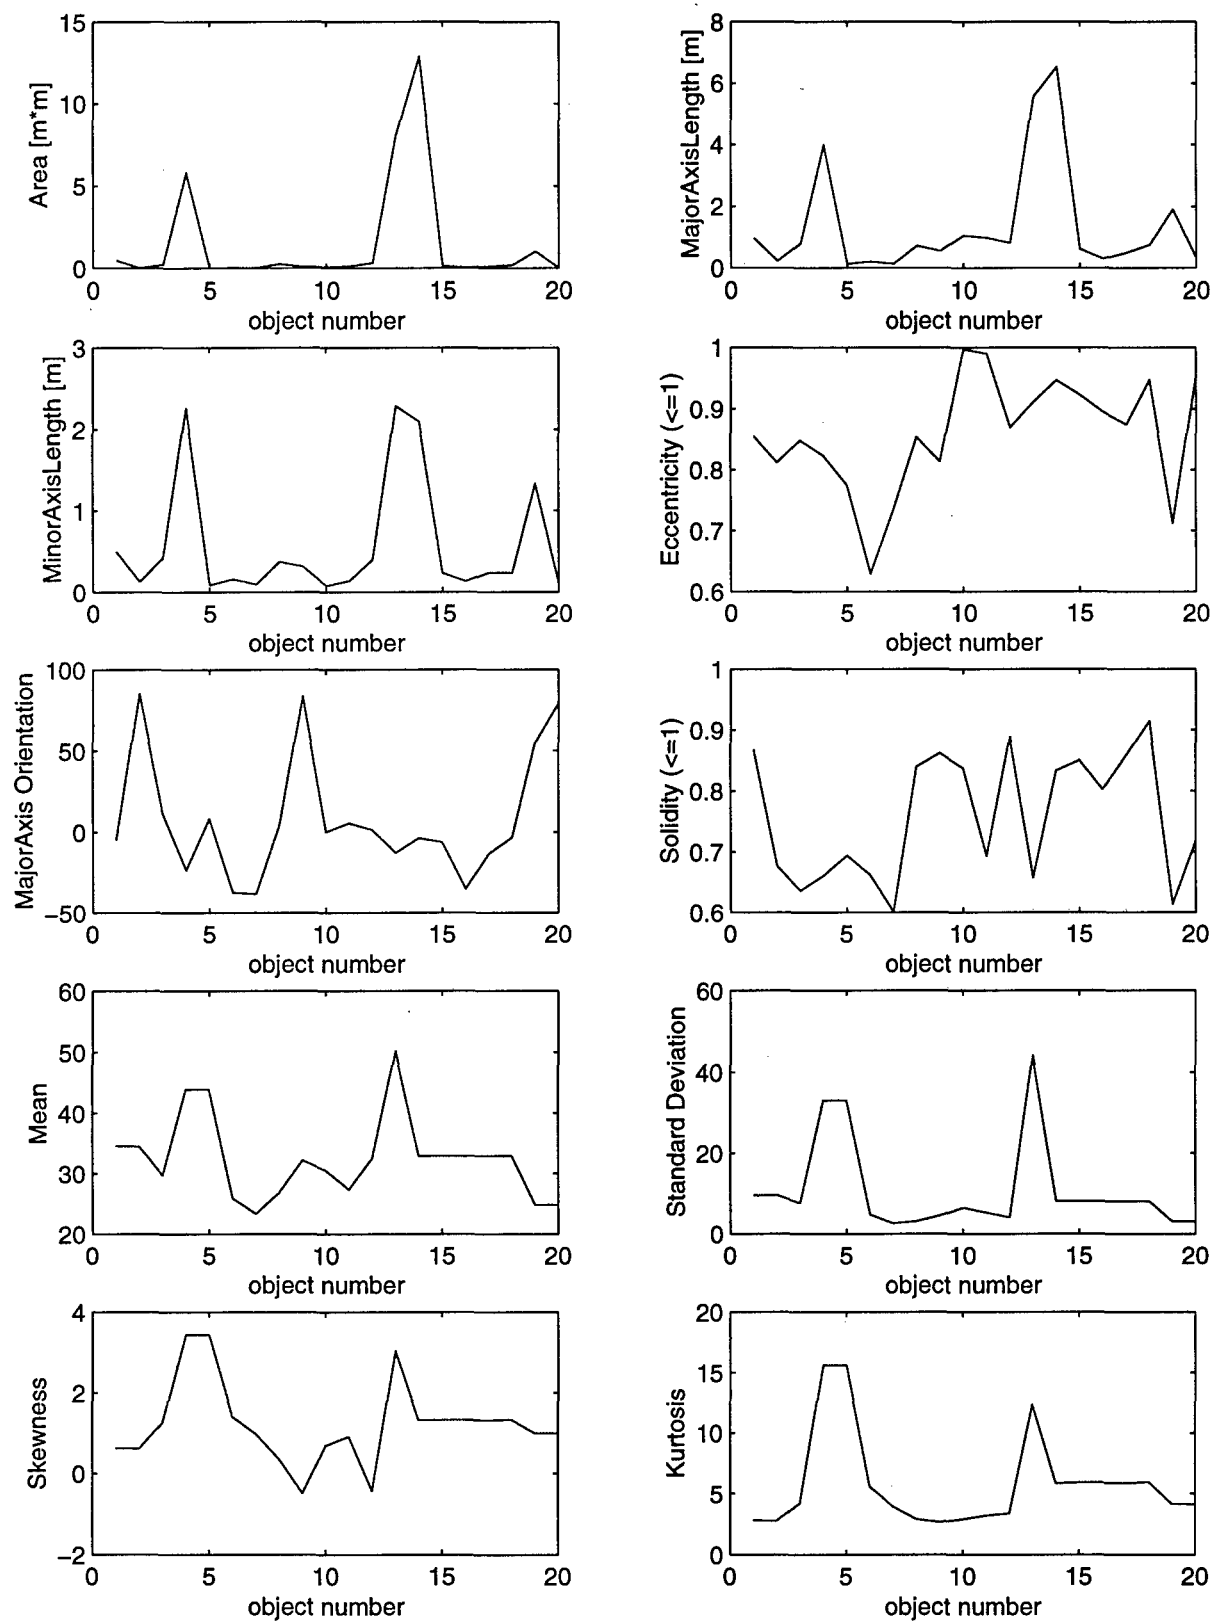 Area [m*m]
15
10
5
0
0 5 10 15 20
object number
MajorAxisLength [m]
8
6
4
2
0
0 5 10 15 20
object number
MinorAxisLength [m]
3
2
1
0
0 5 10 15 20
object number
Eccentricity (<=1)
1
0.9
0.8
0.7
0.6
0 5 10 15 20
object number
MajorAxis Orientation
100
50
0
−50
0 5 10 15 20
object number
Solidity (<=1)
1
0.9
0.8
0.7
0.6
0 5 10 15 20
object number
Mean
60
50
40
30
20
0 5 10 15 20
object number
Standard Deviation
60
40
20
0
0 5 10 15 20
object number
Skewness
4
2
0
−2
0 5 10 15 20
object number
Kurtosis
20
15
10
5
0
0 5 10 15 20
object number